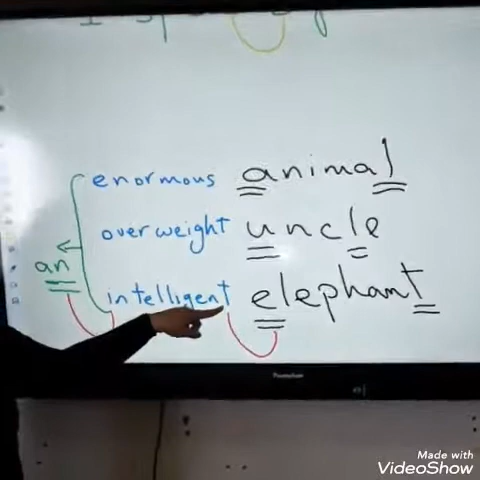 enormous animal
overweight uncle
an
intelligent elephant
Made with
VideoShow